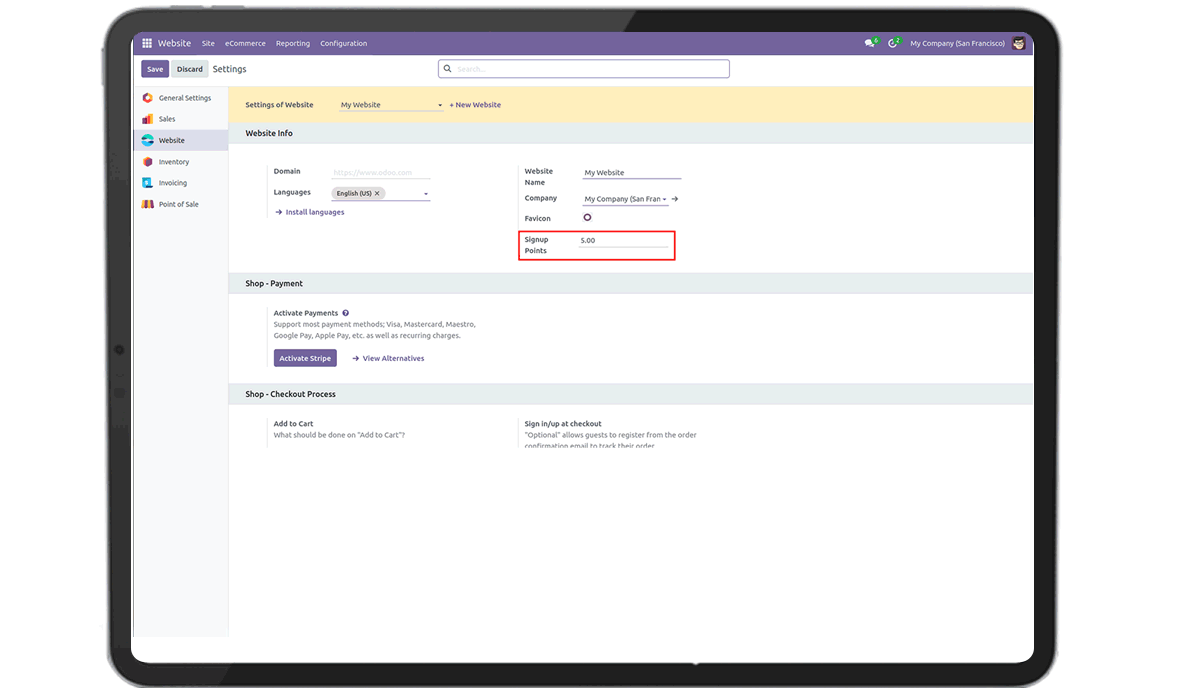 Website Site eCommerce Reporting Configuration 6 2 My Company (San Francisco)
Save Discard Settings Search...
General Settings
Sales
Website
Inventory
Invoicing
Point of Sale
Settings of Website My Website + New Website
Website Info
Domain https://www.odoo.com
Languages English (US) ×
→ Install languages
Website Name My Website
Company My Company (San Fran →
Favicon
Signup Points 5.00
Shop - Payment
Activate Payments ?
Support most payment methods; Visa, Mastercard, Maestro,
Google Pay, Apple Pay, etc. as well as recurring charges.
Activate Stripe → View Alternatives
Shop - Checkout Process
Add to Cart
What should be done on "Add to Cart"?
Sign in/up at checkout
"Optional" allows guests to register from the order
confirmation email to track their order.